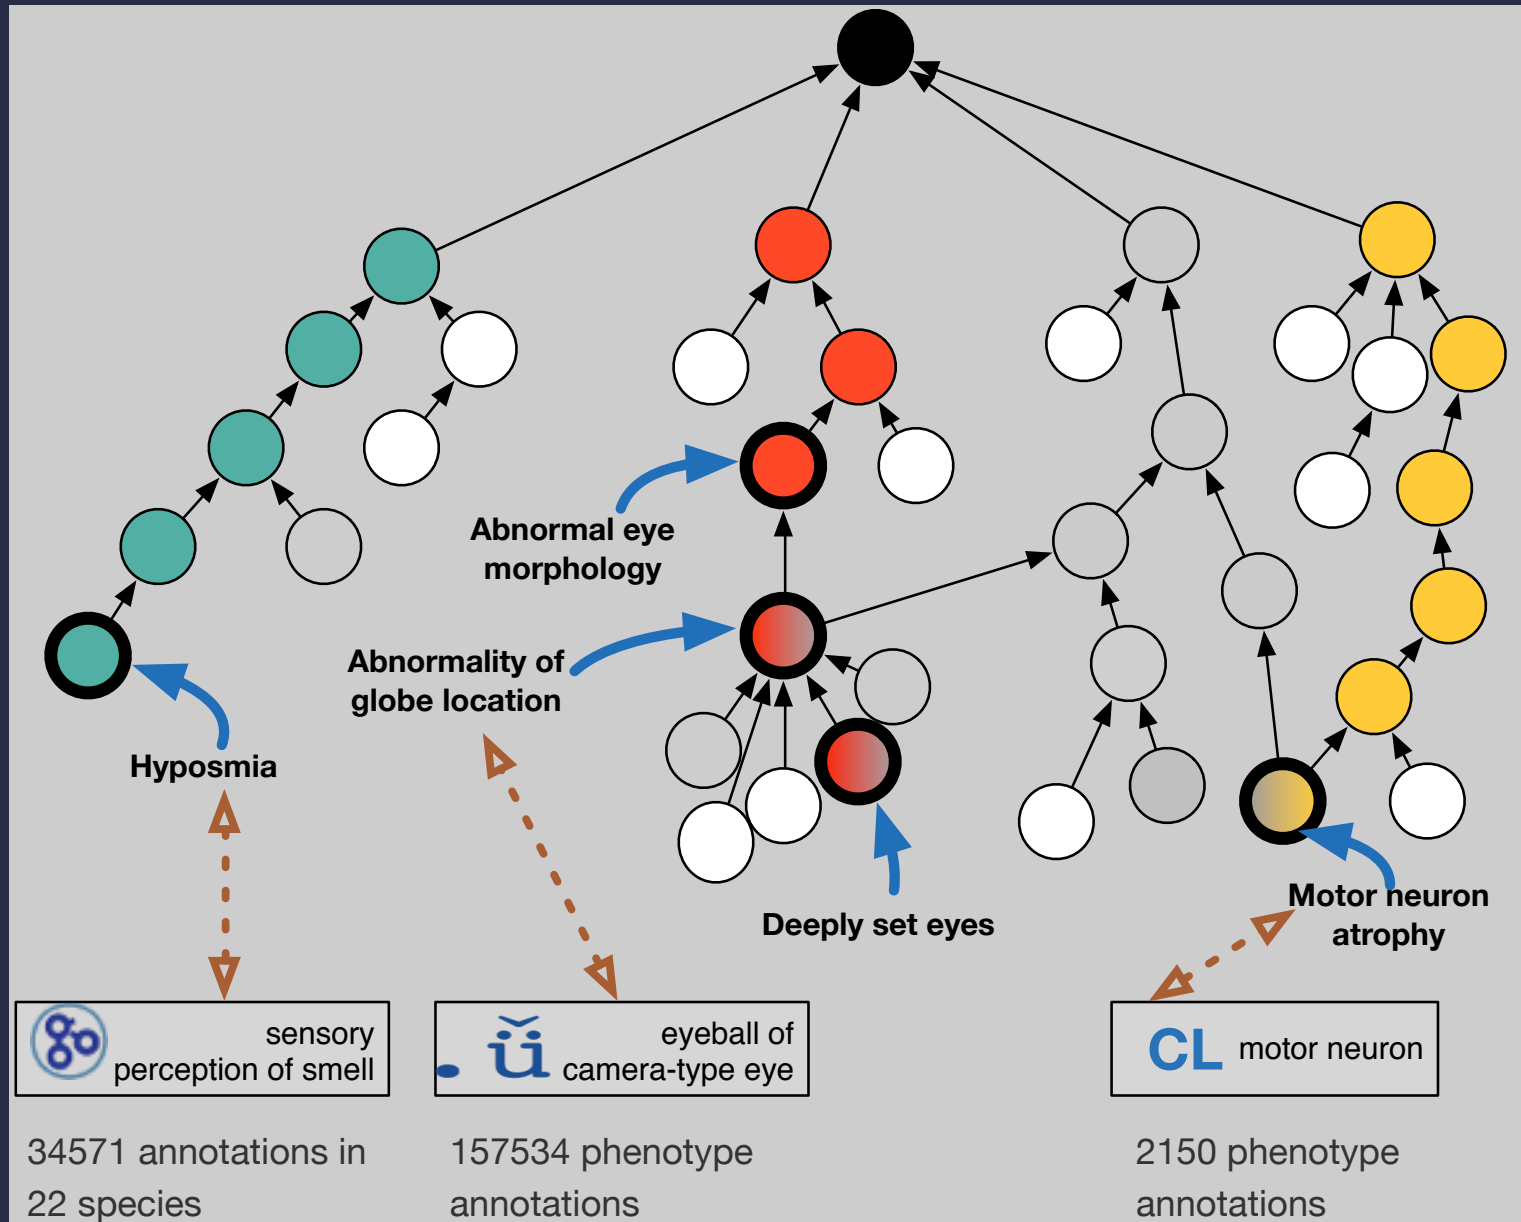 Abnormal eye
morphology
Abnormality of
globe location
Hyposmia
Deeply set eyes
Motor neuron
atrophy
go
sensory
perception of smell
ü
eyeball of
camera-type eye
CL motor neuron
34571 annotations in
22 species
157534 phenotype
annotations
2150 phenotype
annotations